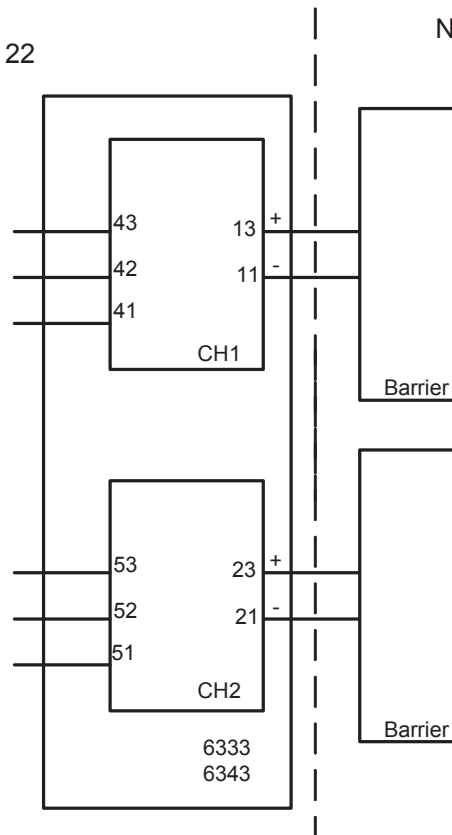 N
22
43
13 +
42
11 -
41
CH1
Barrier
53
23 +
52
21 -
51
CH2
Barrier
6333
6343